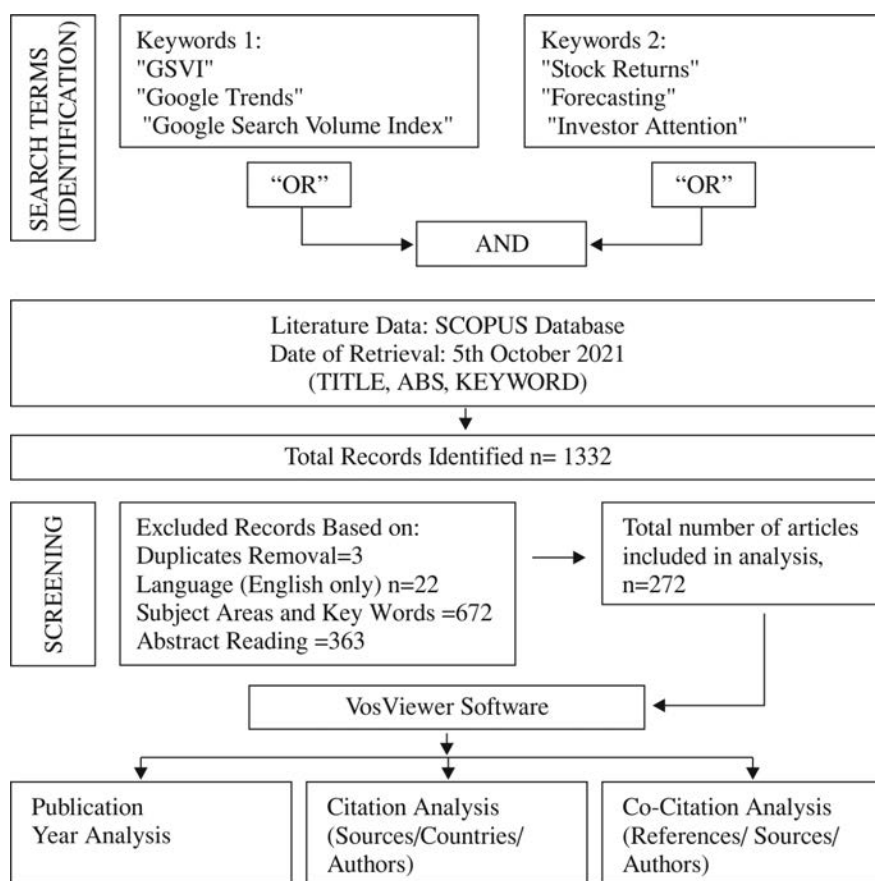 SEARCH TERMS
(IDENTIFICATION)
Keywords 1:
"GSVI"
"Google Trends"
"Google Search Volume Index"
Keywords 2:
"Stock Returns"
"Forecasting"
"Investor Attention"
“OR”
“OR”
AND
Literature Data: SCOPUS Database
Date of Retrieval: 5th October 2021
(TITLE, ABS, KEYWORD)
Total Records Identified n= 1332
SCREENING
Excluded Records Based on:
Duplicates Removal=3
Language (English only) n=22
Subject Areas and Key Words =672
Abstract Reading =363
Total number of articles
included in analysis,
n=272
VosViewer Software
Publication
Year Analysis
Citation Analysis
(Sources/Countries/
Authors)
Co-Citation Analysis
(References/ Sources/
Authors)